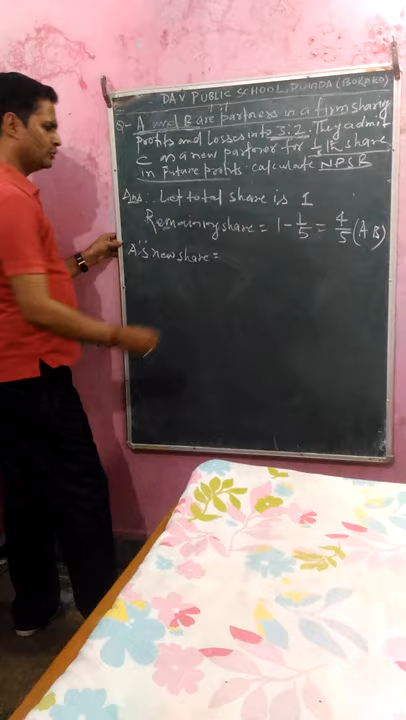 DAV PUBLIC SCHOOL, DUNDA (BOKARO)
Q:- A and B are partners in a firm sharing
Profits and Losses into 3:2. They admit
C as a new partner for 1/5 share
in Future profits. calculate NPSR
Ans:- Let total share is 1
Remaining share = 1 - 1/5 = 4/5 (A B)
A's new share =